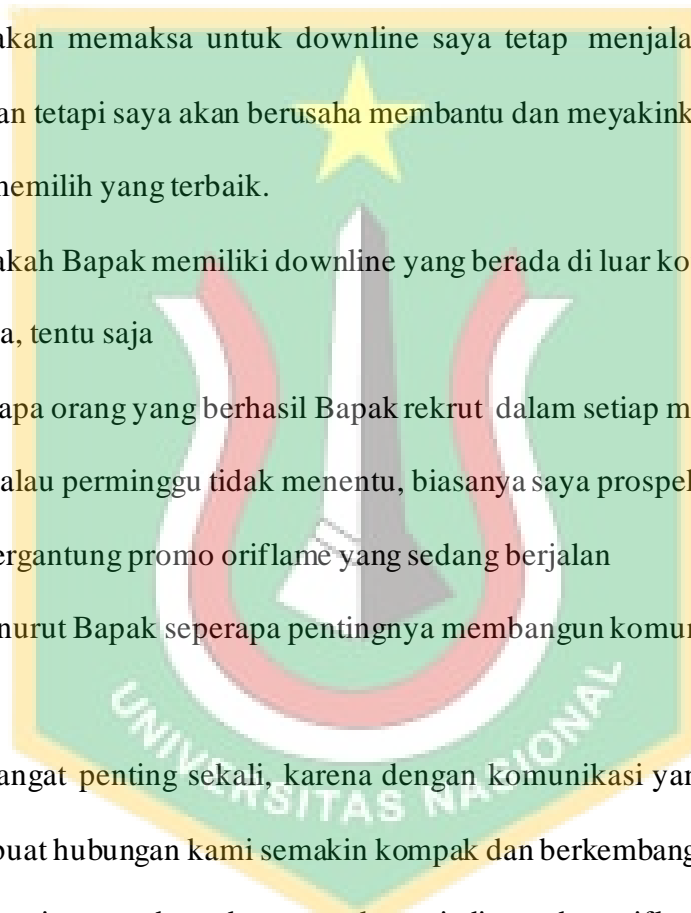 akan memaksa untuk downline saya tetap menjala
an tetapi saya akan berusaha membantu dan meyakink
memilih yang terbaik.
akah Bapak memiliki downline yang berada di luar ko
a, tentu saja
apa orang yang berhasil Bapak rekrut dalam setiap m
alau perminggu tidak menentu, biasanya saya prospek
ergantung promo oriflame yang sedang berjalan
nurut Bapak seperapa pentingnya membangun komun
UNIVERSITAS NASIONAL
angat penting sekali, karena dengan komunikasi yan
buat hubungan kami semakin kompak dan berkembang